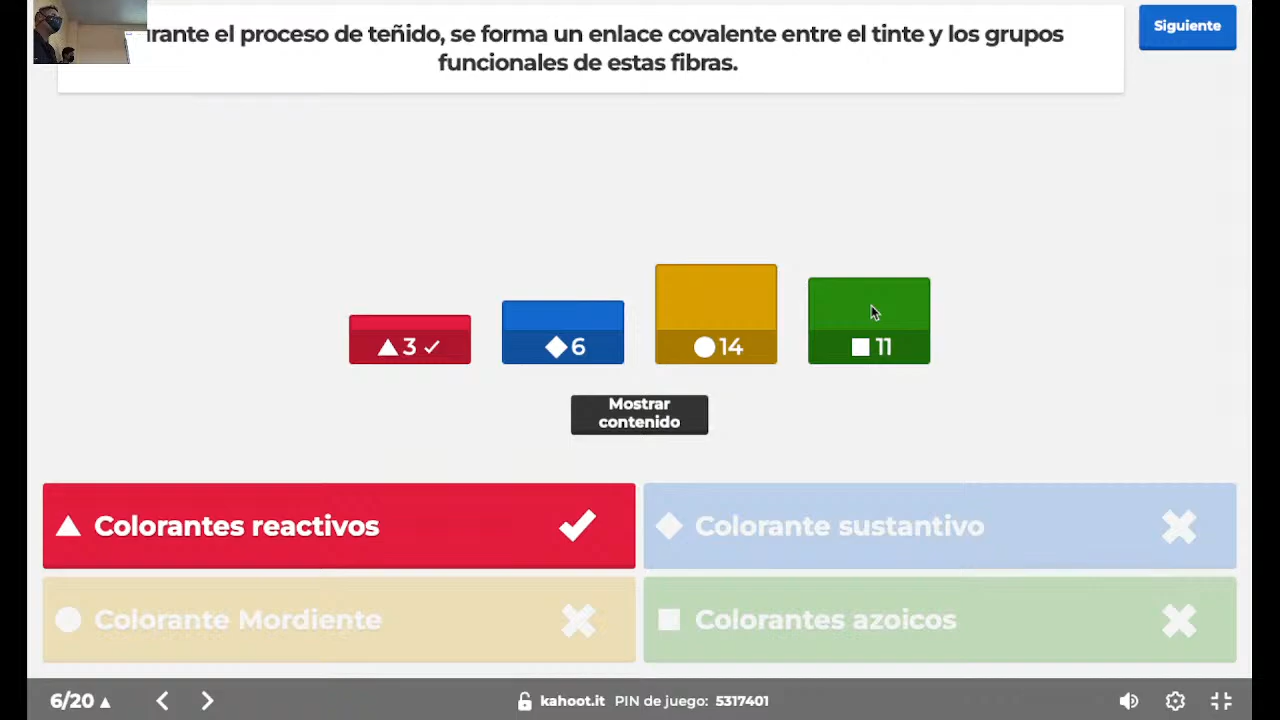 irante el proceso de teñido, se forma un enlace covalente entre el tinte y los grupos
funcionales de estas fibras.
Siguiente
3
6
14
11
Mostrar
contenido
Colorantes reactivos
Colorante sustantivo
Colorante Mordiente
Colorantes azoicos
6/20
kahoot.it PIN de juego: 5317401